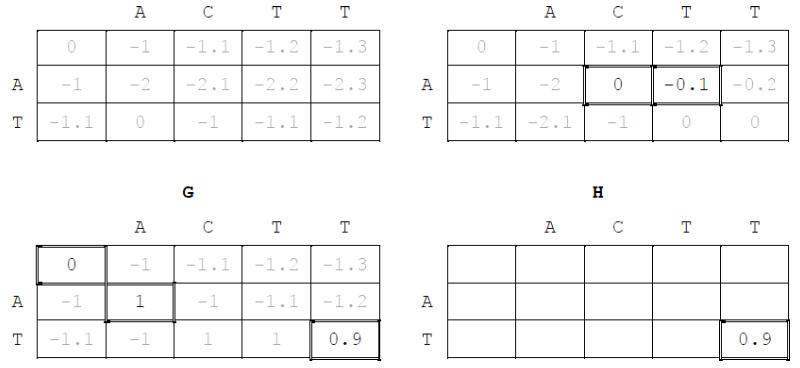 A C T T A C T T
0 -1 -1.1 -1.2 -1.3 0 -1 -1.1 -1.2 -1.3
A -1 -2 -2.1 -2.2 -2.3 A -1 -2 0 -0.1 -0.2
T -1.1 0 -1 -1.1 -1.2 T -1.1 -2.1 -1 0 0
G H
A C T T A C T T
0 -1 -1.1 -1.2 -1.3
A -1 1 -1 -1.1 -1.2 A
T -1.1 -1 1 1 0.9 T 0.9